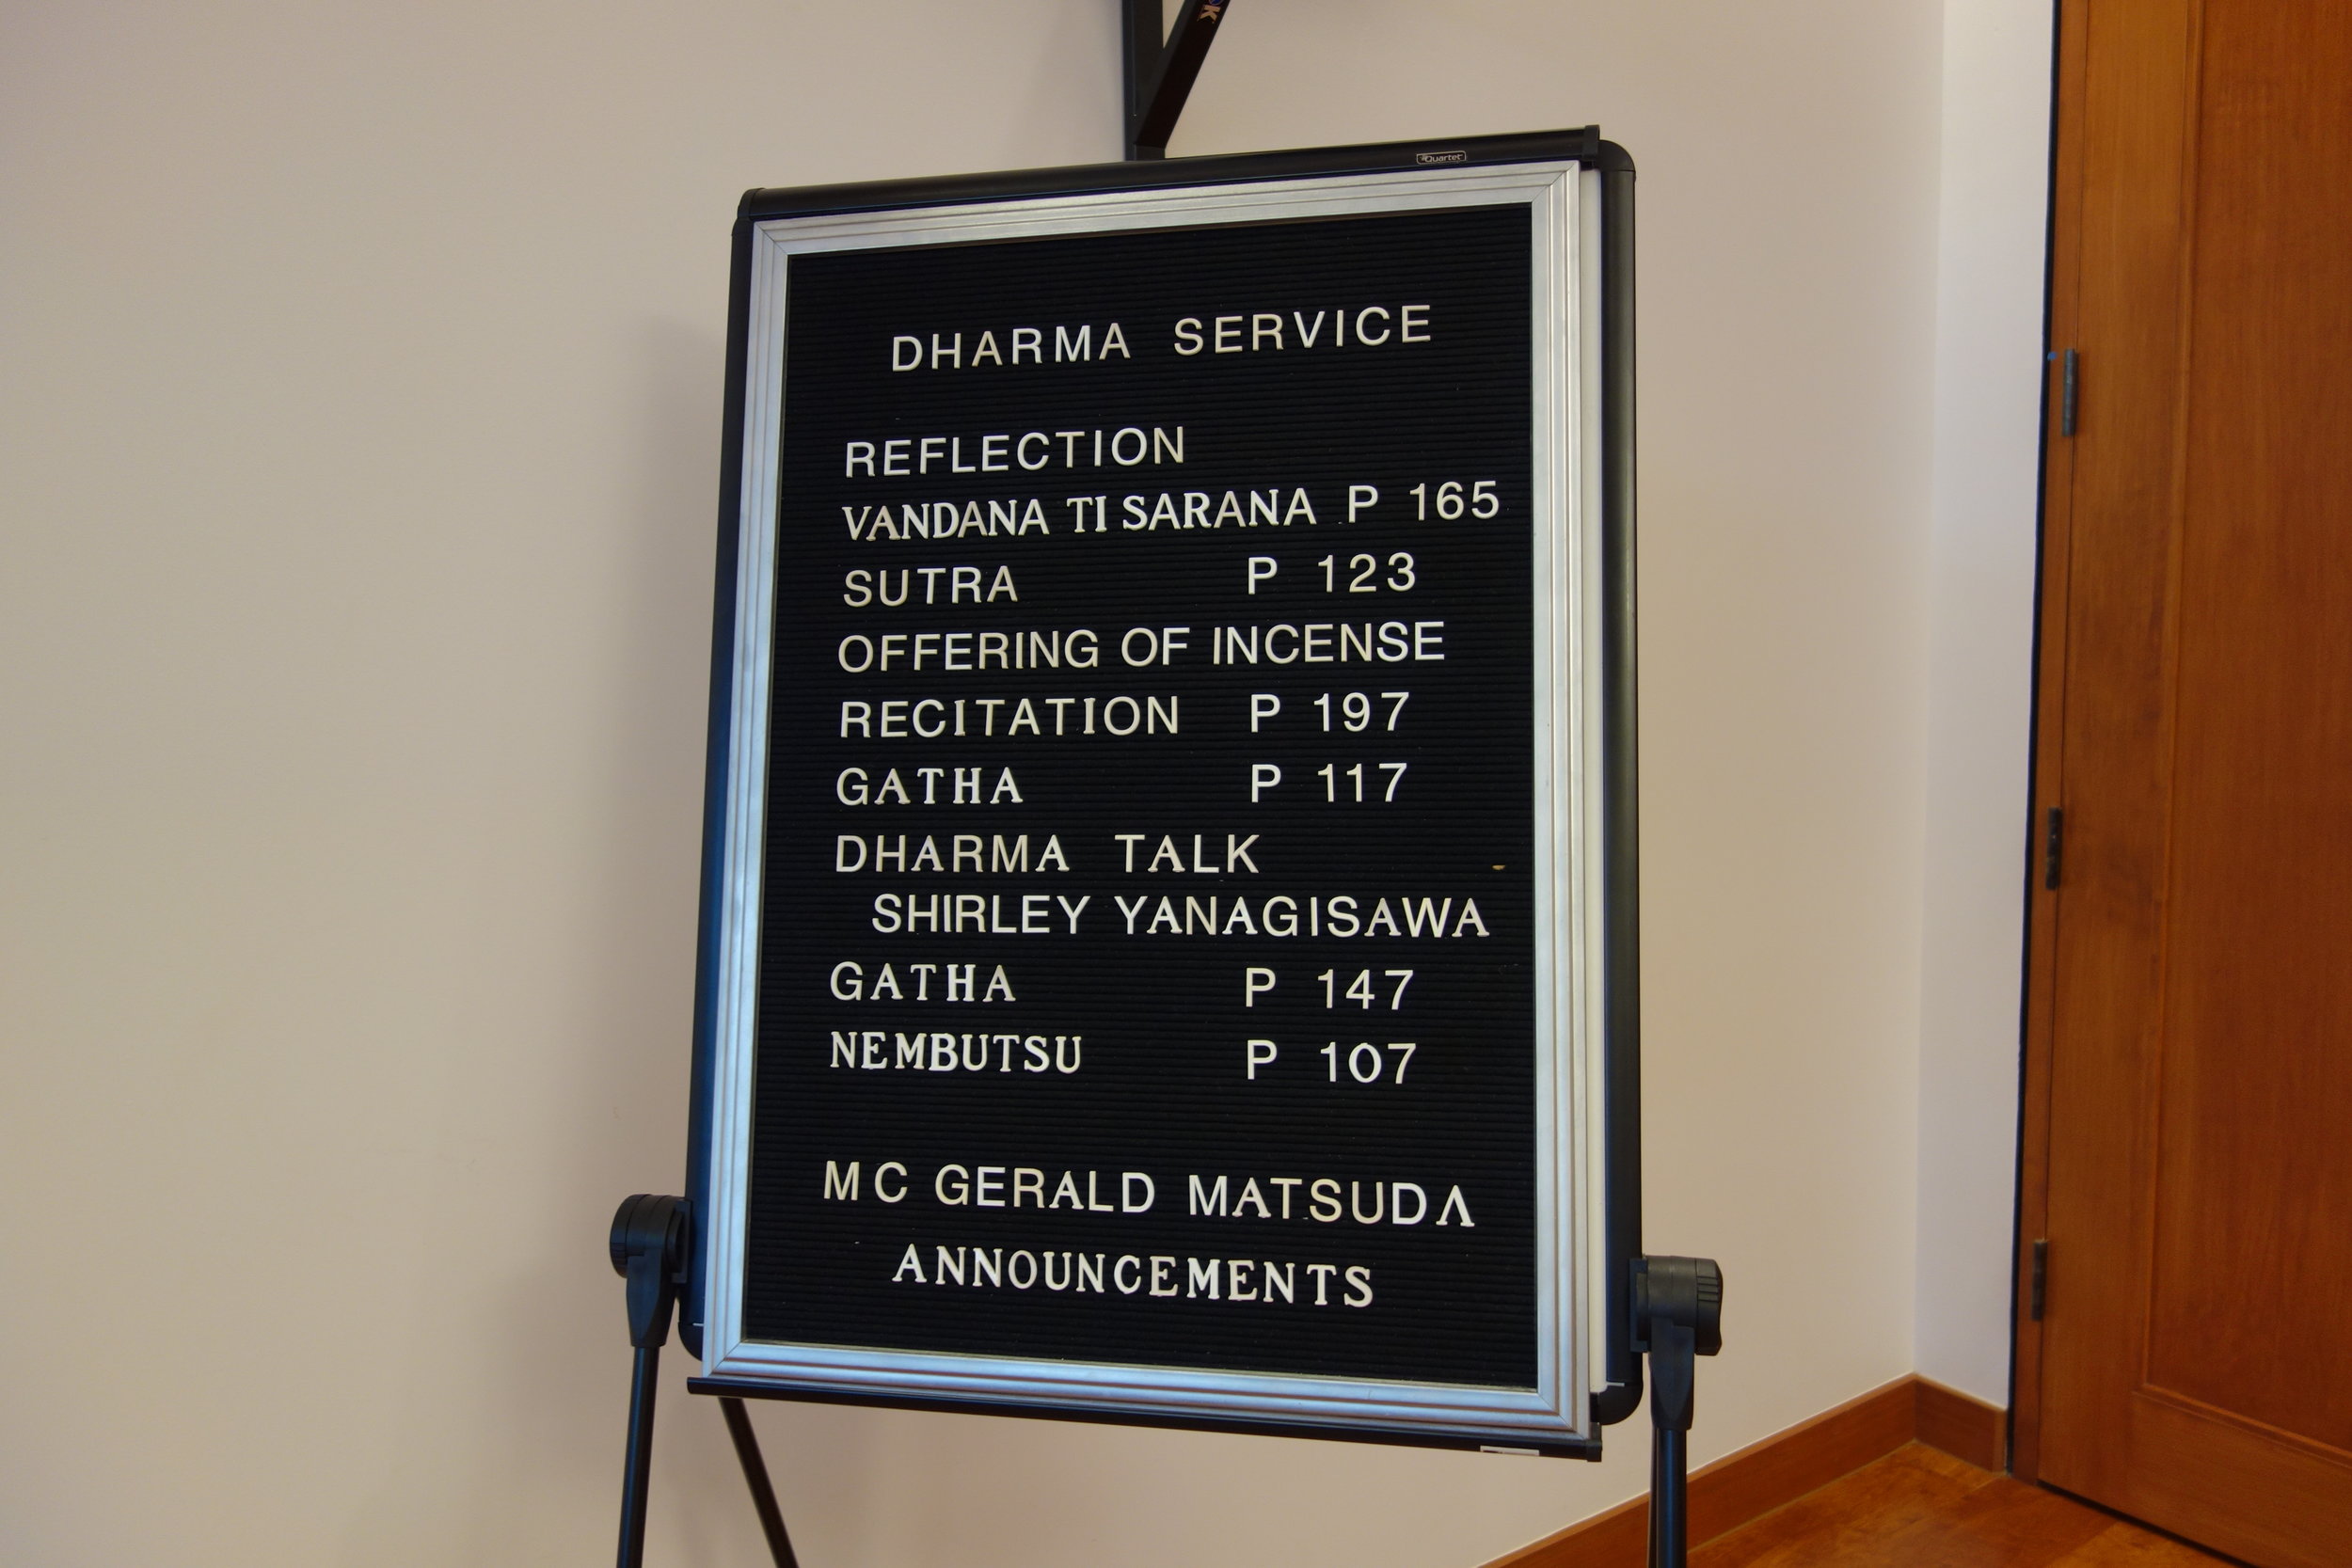 Quartet
DHARMA SERVICE
REFLECTION
VANDANA TI SARANA P 165
SUTRA P 123
OFFERING OF INCENSE
RECITATION P 197
GATHA P 117
DHARMA TALK
SHIRLEY YANAGISAWA
GATHA P 147
NEMBUTSU P 107
MC GERALD MATSUDA
ANNOUNCEMENTS